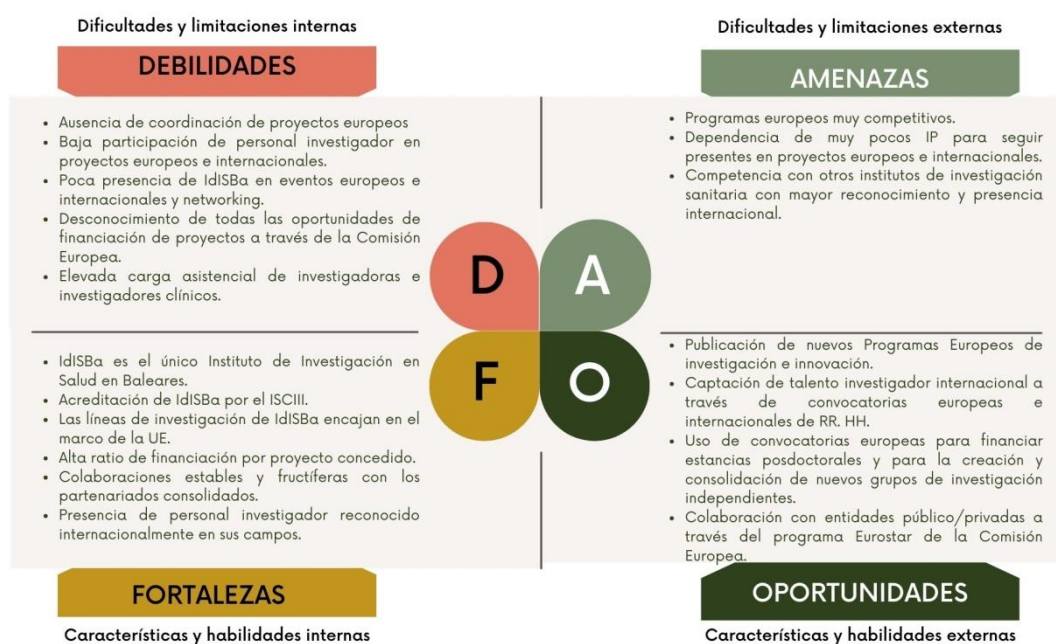 Dificultades y limitaciones internas
DEBILIDADES
• Ausencia de coordinación de proyectos europeos
• Baja participación de personal investigador en
proyectos europeos e internacionales.
• Poca presencia de IdISBa en eventos europeos e
internacionales y networking.
• Desconocimiento de todas las oportunidades de
financiación de proyectos a través de la Comisión
Europea.
• Elevada carga asistencial de investigadoras e
investigadores clínicos.
Dificultades y limitaciones externas
AMENAZAS
• Programas europeos muy competitivos.
• Dependencia de muy pocos IP para seguir
presentes en proyectos europeos e internacionales.
• Competencia con otros institutos de investigación
sanitaria con mayor reconocimiento y presencia
internacional.
D
A
F
O
• IdISBa es el único Instituto de Investigación en
Salud en Baleares.
• Acreditación de IdISBa por el ISCIII.
• Las líneas de investigación de IdISBa encajan en el
marco de la UE.
• Alta ratio de financiación por proyecto concedido.
• Colaboraciones estables y fructíferas con los
partenariados consolidados.
• Presencia de personal investigador reconocido
internacionalmente en sus campos.
FORTALEZAS
Características y habilidades internas
• Publicación de nuevos Programas Europeos de
investigación e innovación.
• Captación de talento investigador internacional a
través de convocatorias europeas e
internacionales de RR. HH.
• Uso de convocatorias europeas para financiar
estancias posdoctorales y para la creación y
consolidación de nuevos grupos de investigación
independientes.
• Colaboración con entidades público/privadas a
través del programa Eurostar de la Comisión
Europea.
OPORTUNIDADES
Características y habilidades externas